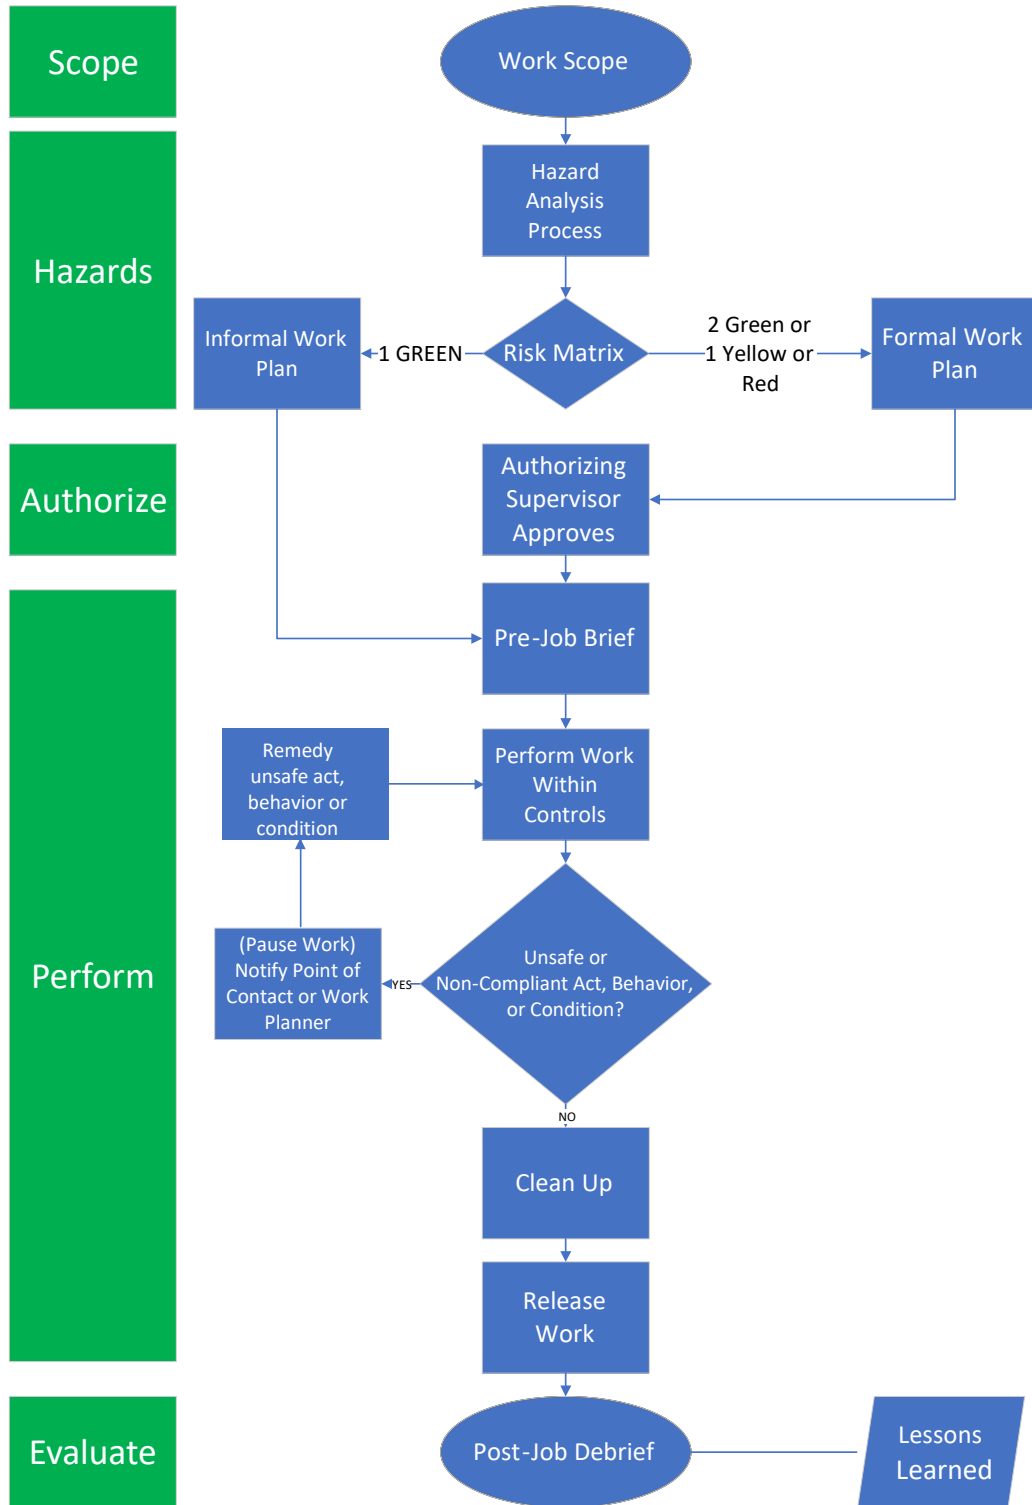 Scope
Work Scope
Hazards
Hazard
Analysis
Process
Informal Work
Plan
1 GREEN
Risk Matrix
2 Green or
1 Yellow or
Red
Formal Work
Plan
Authorize
Authorizing
Supervisor
Approves
Perform
Pre-Job Brief
Remedy
unsafe act,
behavior or
condition
Perform Work
Within
Controls
(Pause Work)
Notify Point of
Contact or Work
Planner
YES
Unsafe or
Non-Compliant Act, Behavior,
or Condition?
NO
Clean Up
Release
Work
Evaluate
Post-Job Debrief
Lessons
Learned